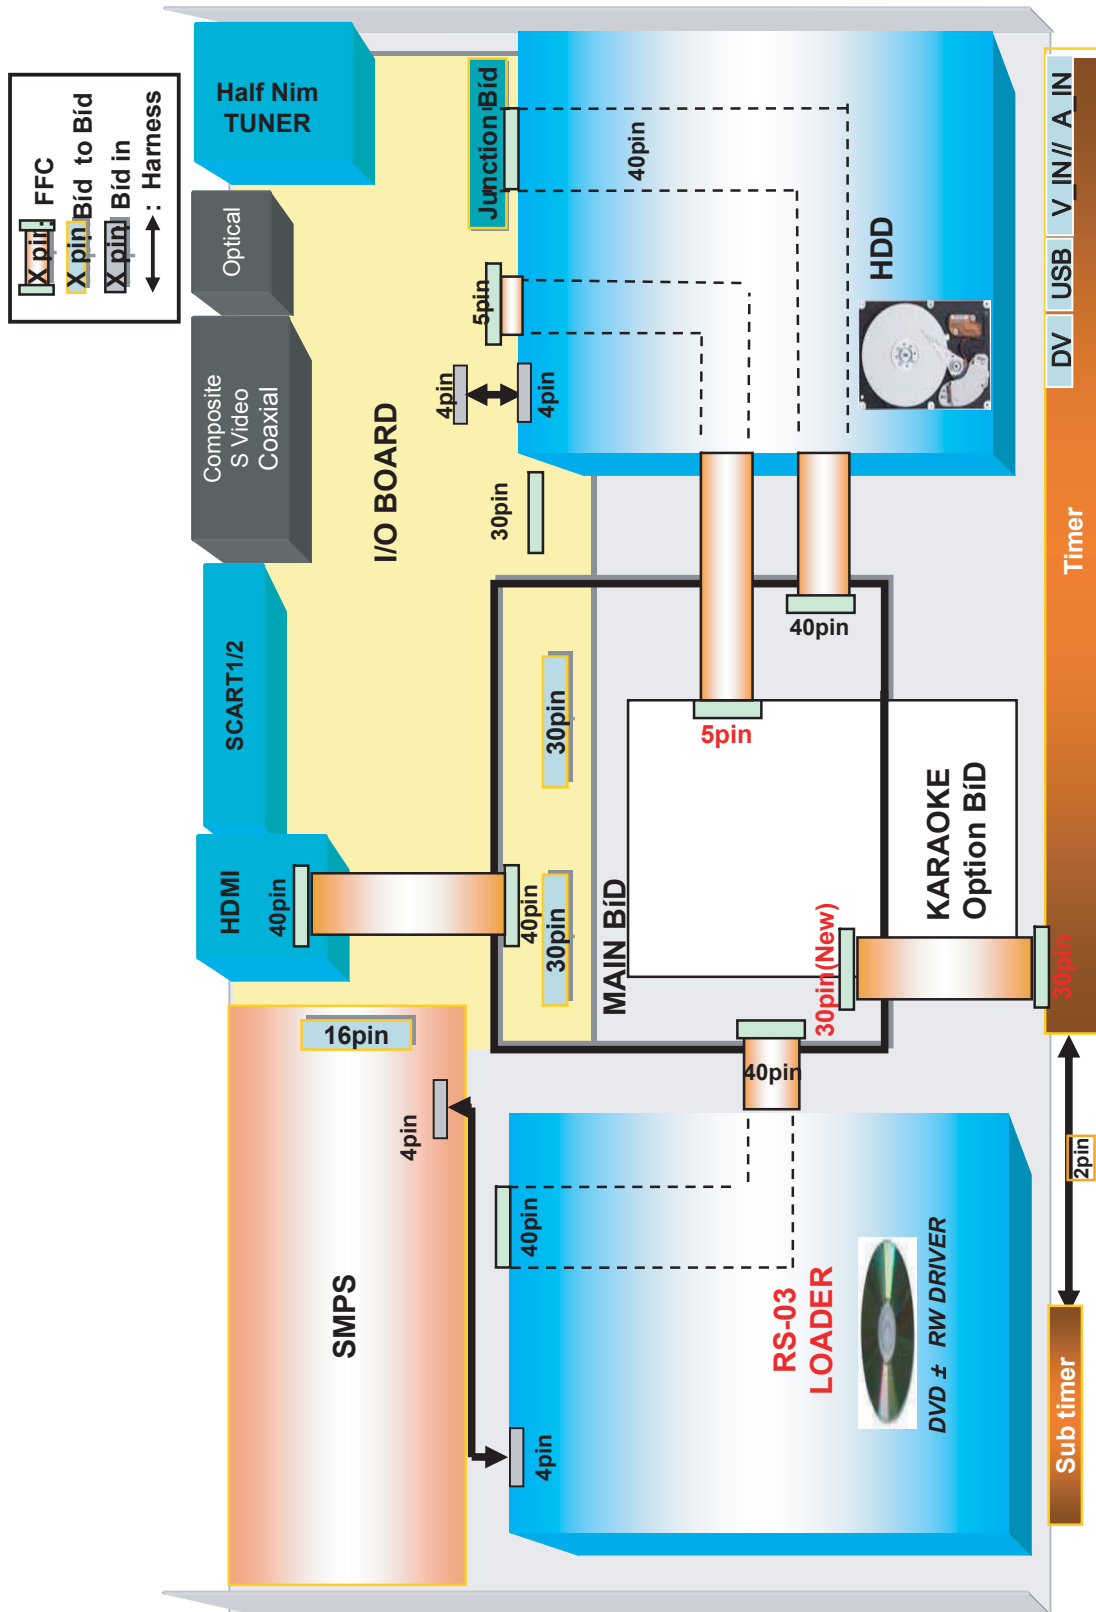 X pin
: FFC
X pin
Bíd to Bíd
X pin
Bíd in
: Harness
Half Nim
TUNER
Optical
Composite
S Video
Coaxial
SCART1/2
HDMI
40pin
40pin
I/O BOARD
Junction Bíd
5pin
4pin
4pin
30pin
40pin
HDD
30pin
30pin
MAIN BíD
5pin
40pin
KARAOKE
Option BíD
30pin(New)
30pin
40pin
SMPS
16pin
4pin
4pin
40pin
RS-03
LOADER
DVD ± RW DRIVER
DV
USB
V_IN// A_IN
Timer
2pin
Sub timer